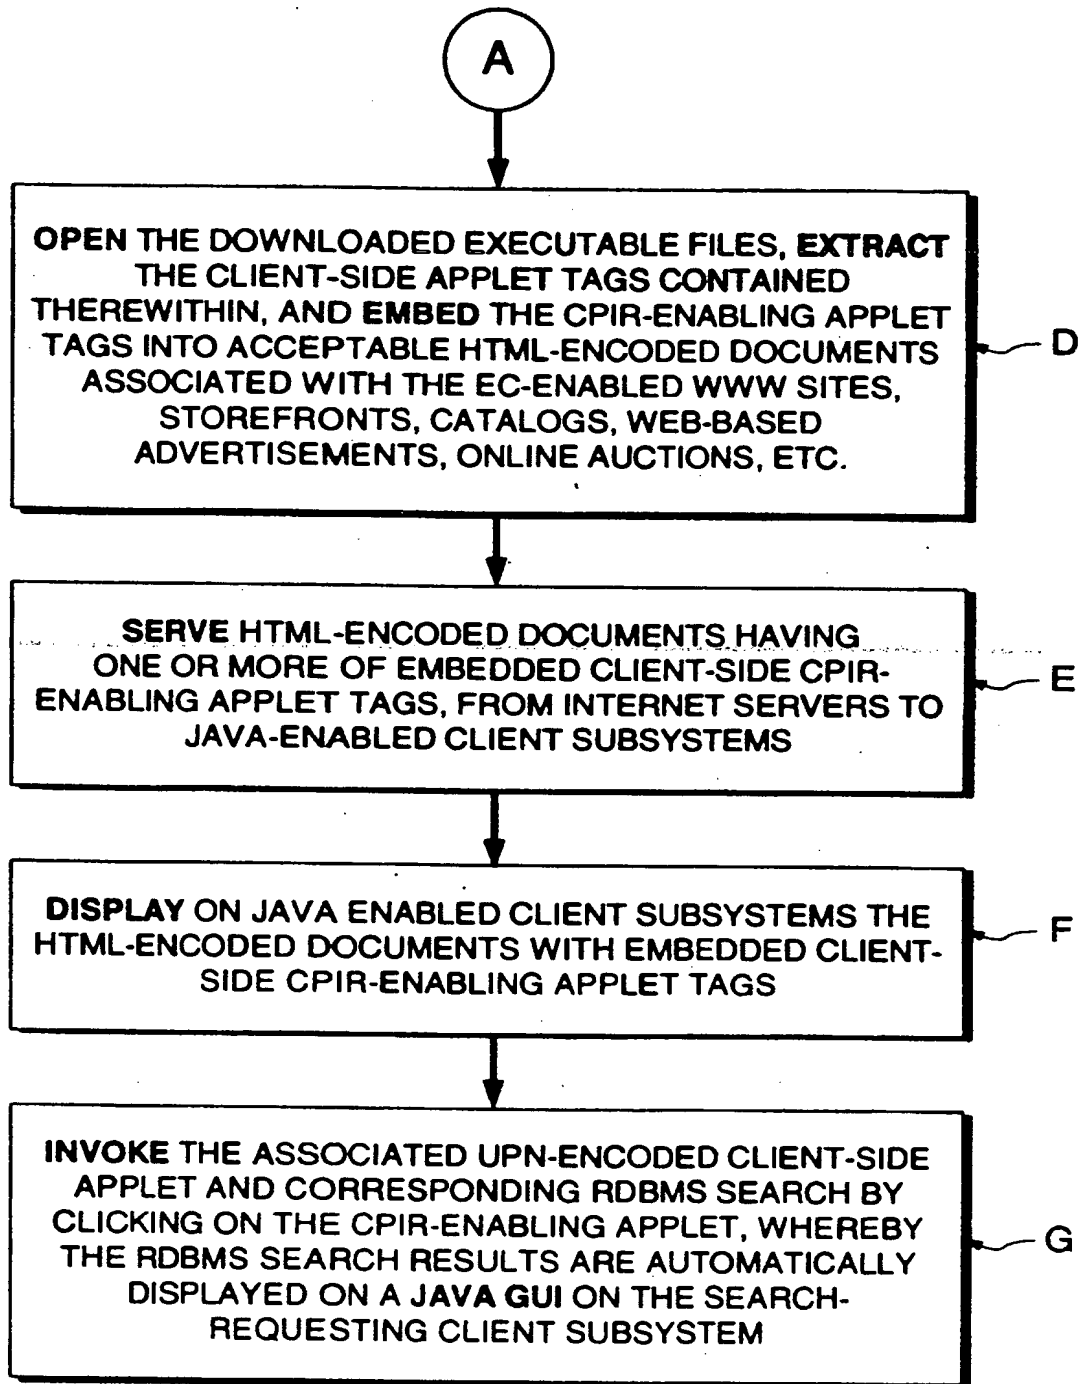 A
OPEN THE DOWNLOADED EXECUTABLE FILES, EXTRACT
THE CLIENT-SIDE APPLET TAGS CONTAINED
THEREWITHIN, AND EMBED THE CPIR-ENABLING APPLET
TAGS INTO ACCEPTABLE HTML-ENCODED DOCUMENTS
ASSOCIATED WITH THE EC-ENABLED WWW SITES,
STOREFRONTS, CATALOGS, WEB-BASED
ADVERTISEMENTS, ONLINE AUCTIONS, ETC.
D
SERVE HTML-ENCODED DOCUMENTS HAVING
ONE OR MORE OF EMBEDDED CLIENT-SIDE CPIR-
ENABLING APPLET TAGS, FROM INTERNET SERVERS TO
JAVA-ENABLED CLIENT SUBSYSTEMS
E
DISPLAY ON JAVA ENABLED CLIENT SUBSYSTEMS THE
HTML-ENCODED DOCUMENTS WITH EMBEDDED CLIENT-
SIDE CPIR-ENABLING APPLET TAGS
F
INVOKE THE ASSOCIATED UPN-ENCODED CLIENT-SIDE
APPLET AND CORRESPONDING RDBMS SEARCH BY
CLICKING ON THE CPIR-ENABLING APPLET, WHEREBY
THE RDBMS SEARCH RESULTS ARE AUTOMATICALLY
DISPLAYED ON A JAVA GUI ON THE SEARCH-
REQUESTING CLIENT SUBSYSTEM
G